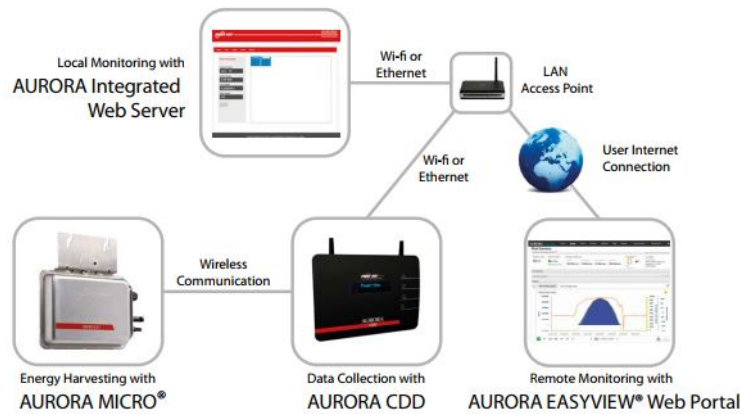 Local Monitoring with
AURORA Integrated
Web Server
Wi-fi or
Ethernet
LAN
Access Point
Wi-fi or
Ethernet
User Internet
Connection
Wireless
Communication
Power-One
AURORA
Energy Harvesting with
AURORA MICRO®
Data Collection with
AURORA CDD
Remote Monitoring with
AURORA EASYVIEW® Web Portal